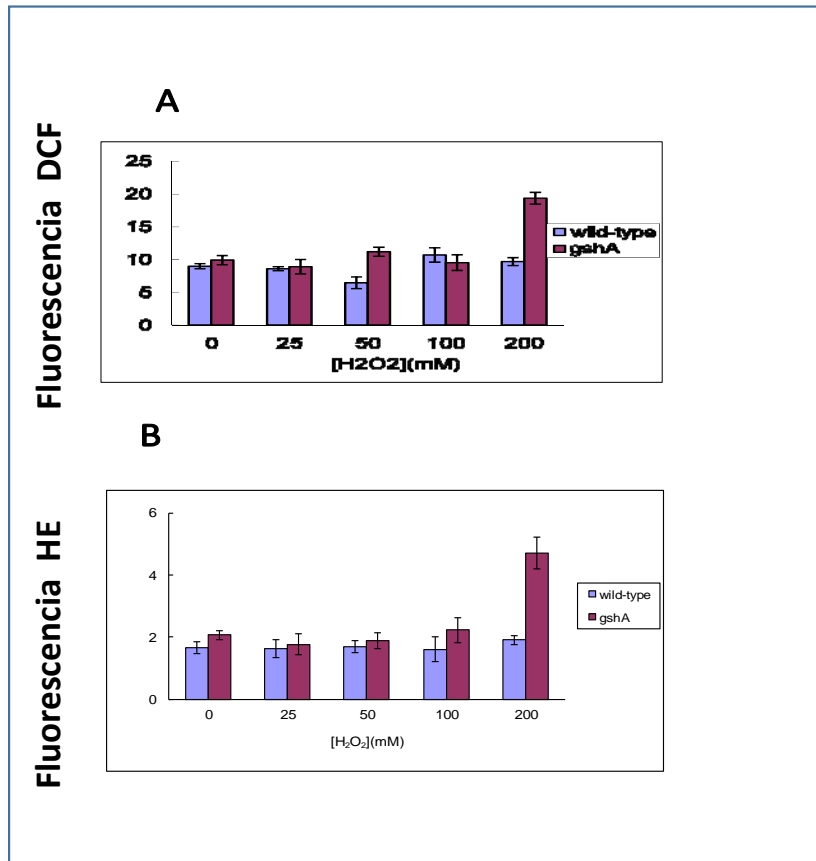 A
Fluorescencia DCF
25
20
15
10
5
0
0 25 50 100 200
[H2O2](mM)
wild-type
gshA
B
Fluorescencia HE
6
4
2
0
0 25 50 100 200
[H₂O₂](mM)
wild-type
gshA